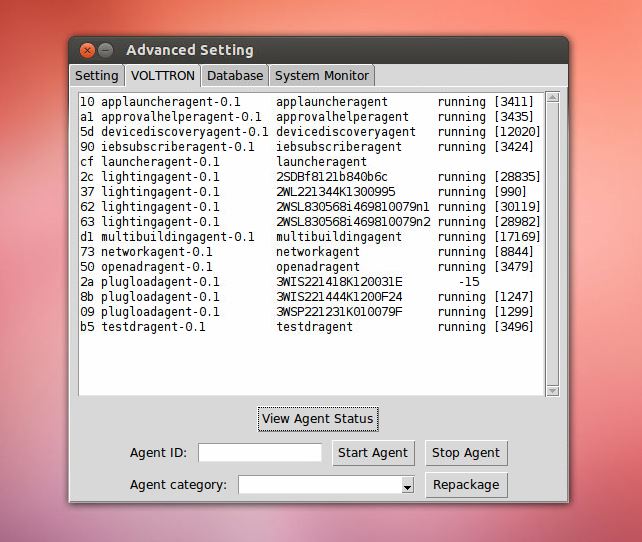 Advanced Setting
Setting VOLTTRON Database System Monitor
10 applauncheragent-0.1 applauncheragent running [3411]
a1 approvalhelperagent-0.1 approvalhelperagent running [3435]
5d devicediscoveryagent-0.1 devicediscoveryagent running [12020]
90 iebsubscriberagent-0.1 iebsubscriberagent running [3424]
cf launcheragent-0.1 launcheragent
2c lightingagent-0.1 2SDBf8121b840b6c running [28835]
37 lightingagent-0.1 2WL221344K1300995 running [990]
62 lightingagent-0.1 2WSL830568i469810079n1 running [30119]
63 lightingagent-0.1 2WSL830568i469810079n2 running [28982]
d1 multibuildingagent-0.1 multibuildingagent running [17169]
73 networkagent-0.1 networkagent running [8844]
50 openadragent-0.1 openadragent running [3479]
2a plugloadagent-0.1 3WIS221418K120031E -15
8b plugloadagent-0.1 3WIS221444K1200F24 running [1247]
09 plugloadagent-0.1 3WSP221231K010079F running [1299]
b5 testdragent-0.1 testdragent running [3496]
View Agent Status
Agent ID: Start Agent Stop Agent
Agent category: Repackage